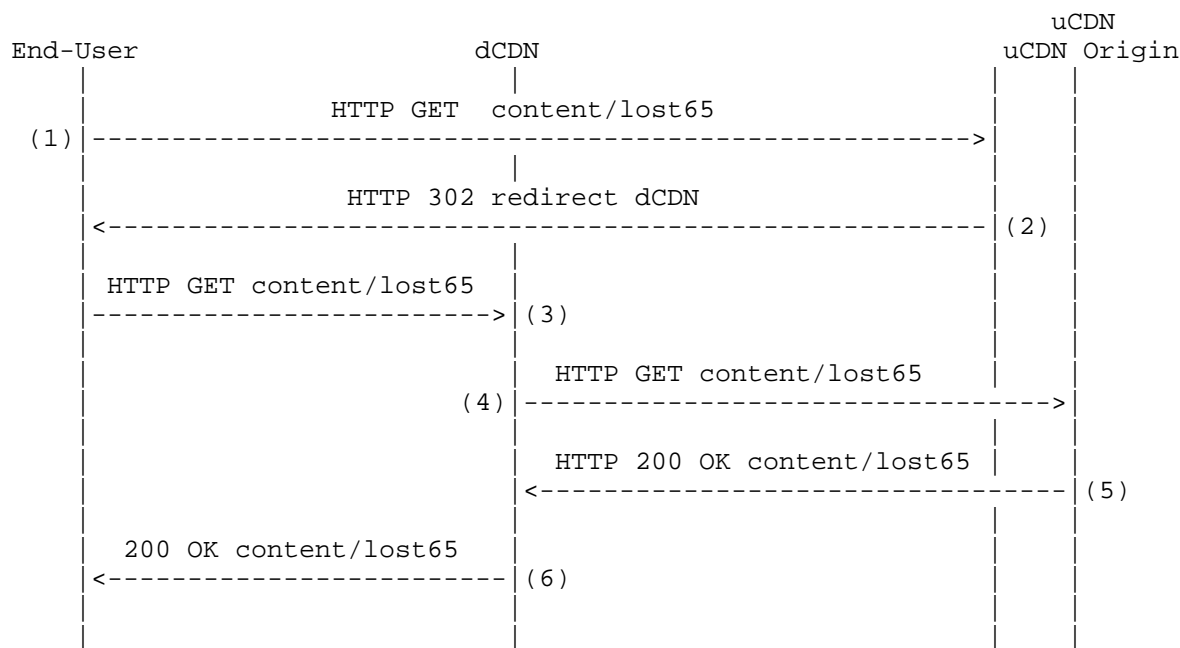 uCDN
End-User dCDN uCDN Origin
HTTP GET content/lost65
(1)
HTTP 302 redirect dCDN
(2)
HTTP GET content/lost65
(3)
HTTP GET content/lost65
(4)
HTTP 200 OK content/lost65
(5)
200 OK content/lost65
(6)